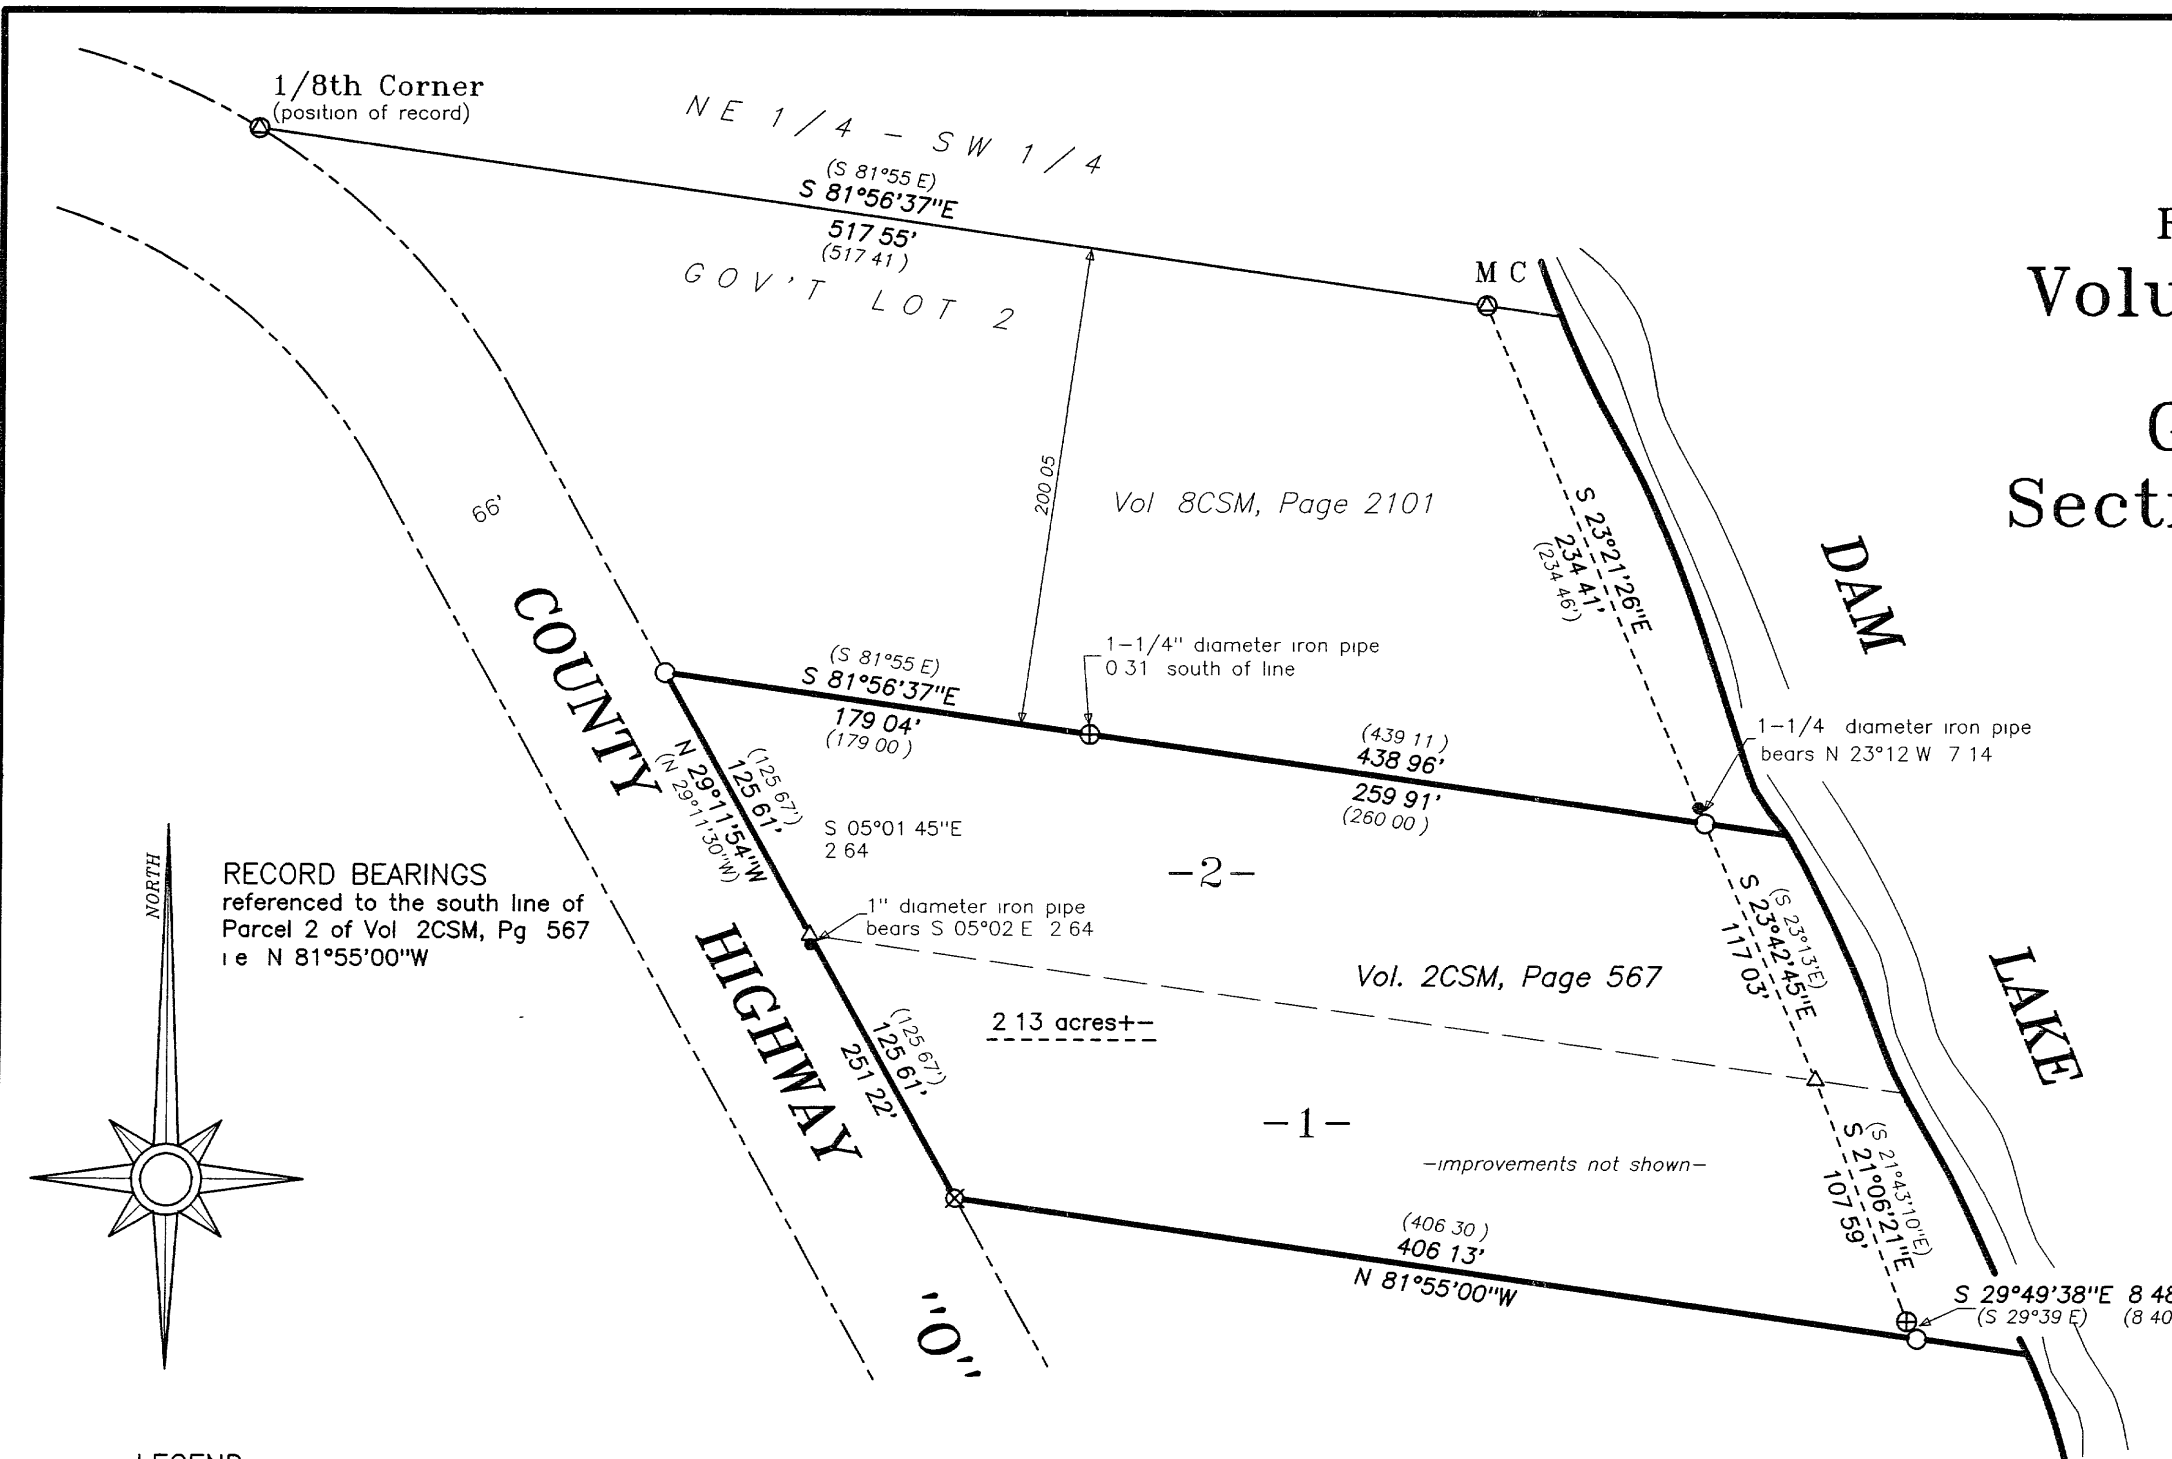 1/8th Corner
(position of record)
NE 1/4 - SW 1/4
(S 81°55 E)
S 81°56'37"E
517 55'
(517 41)
GOV'T LOT 2
M C
Volu
G
Secti
66'
200 05
Vol 8CSM, Page 2101
S 23°21'26"E
234 41'
(234 46')
DAM
LAKE
COUNTY
HIGHWAY
"O"
1-1/4" diameter iron pipe
0 31 south of line
(S 81°55 E)
S 81°56'37"E
179 04'
(179 00)
(439 11)
438 96'
259 91'
(260 00)
1-1/4 diameter iron pipe
bears N 23°12 W 7 14
(125 67')
125 61'
N 29°11'54"W
(N 29°11'30"W)
S 05°01 45"E
2 64
-2-
1" diameter iron pipe
bears S 05°02 E 2 64
(S 23°13'E)
S 23°42'45"E
117 03'
NORTH
RECORD BEARINGS
referenced to the south line of
Parcel 2 of Vol 2CSM, Pg 567
i e N 81°55'00"W
Vol. 2CSM, Page 567
2 13 acres+-
(125 67')
125 61'
251 22'
-1-
-improvements not shown-
(S 21°43'10"E)
S 21°06'21"E
107 59'
(406 30)
406 13'
N 81°55'00"W
S 29°49'38"E 8 48
(S 29°39 E) (8 40
LEGEND